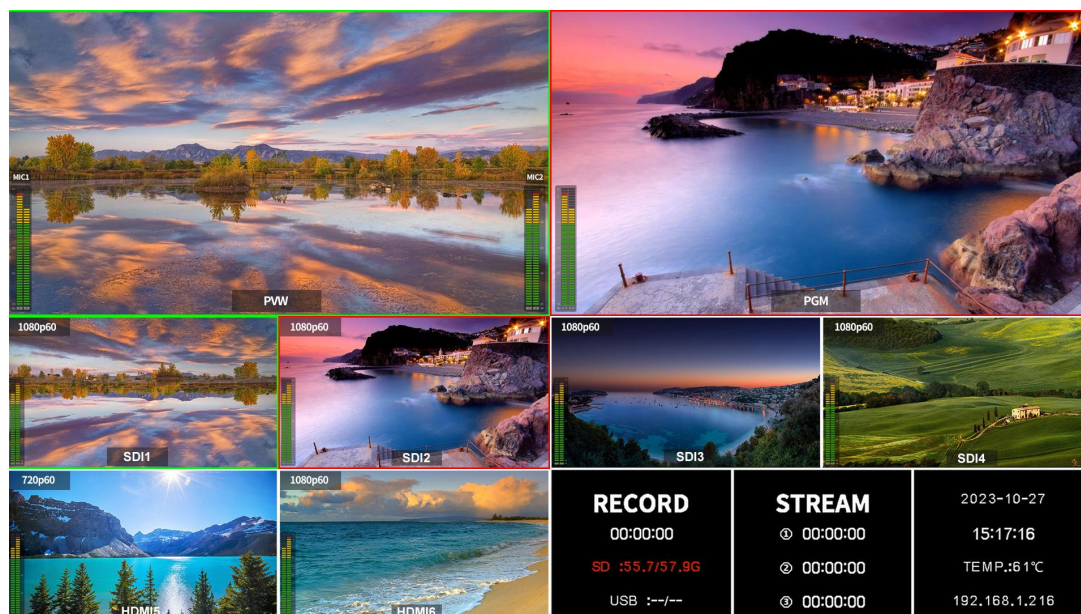 MIC1
MIC2
PVW
PGM
1080p60
1080p60
1080p60
1080p60
SDI1
SDI2
SDI3
SDI4
720p60
1080p60
HDMI5
HDMI6
RECORD
00:00:00
SD :55.7/57.9G
USB :--/--
STREAM
① 00:00:00
② 00:00:00
③ 00:00:00
2023-10-27
15:17:16
TEMP.:61℃
192.168.1.216